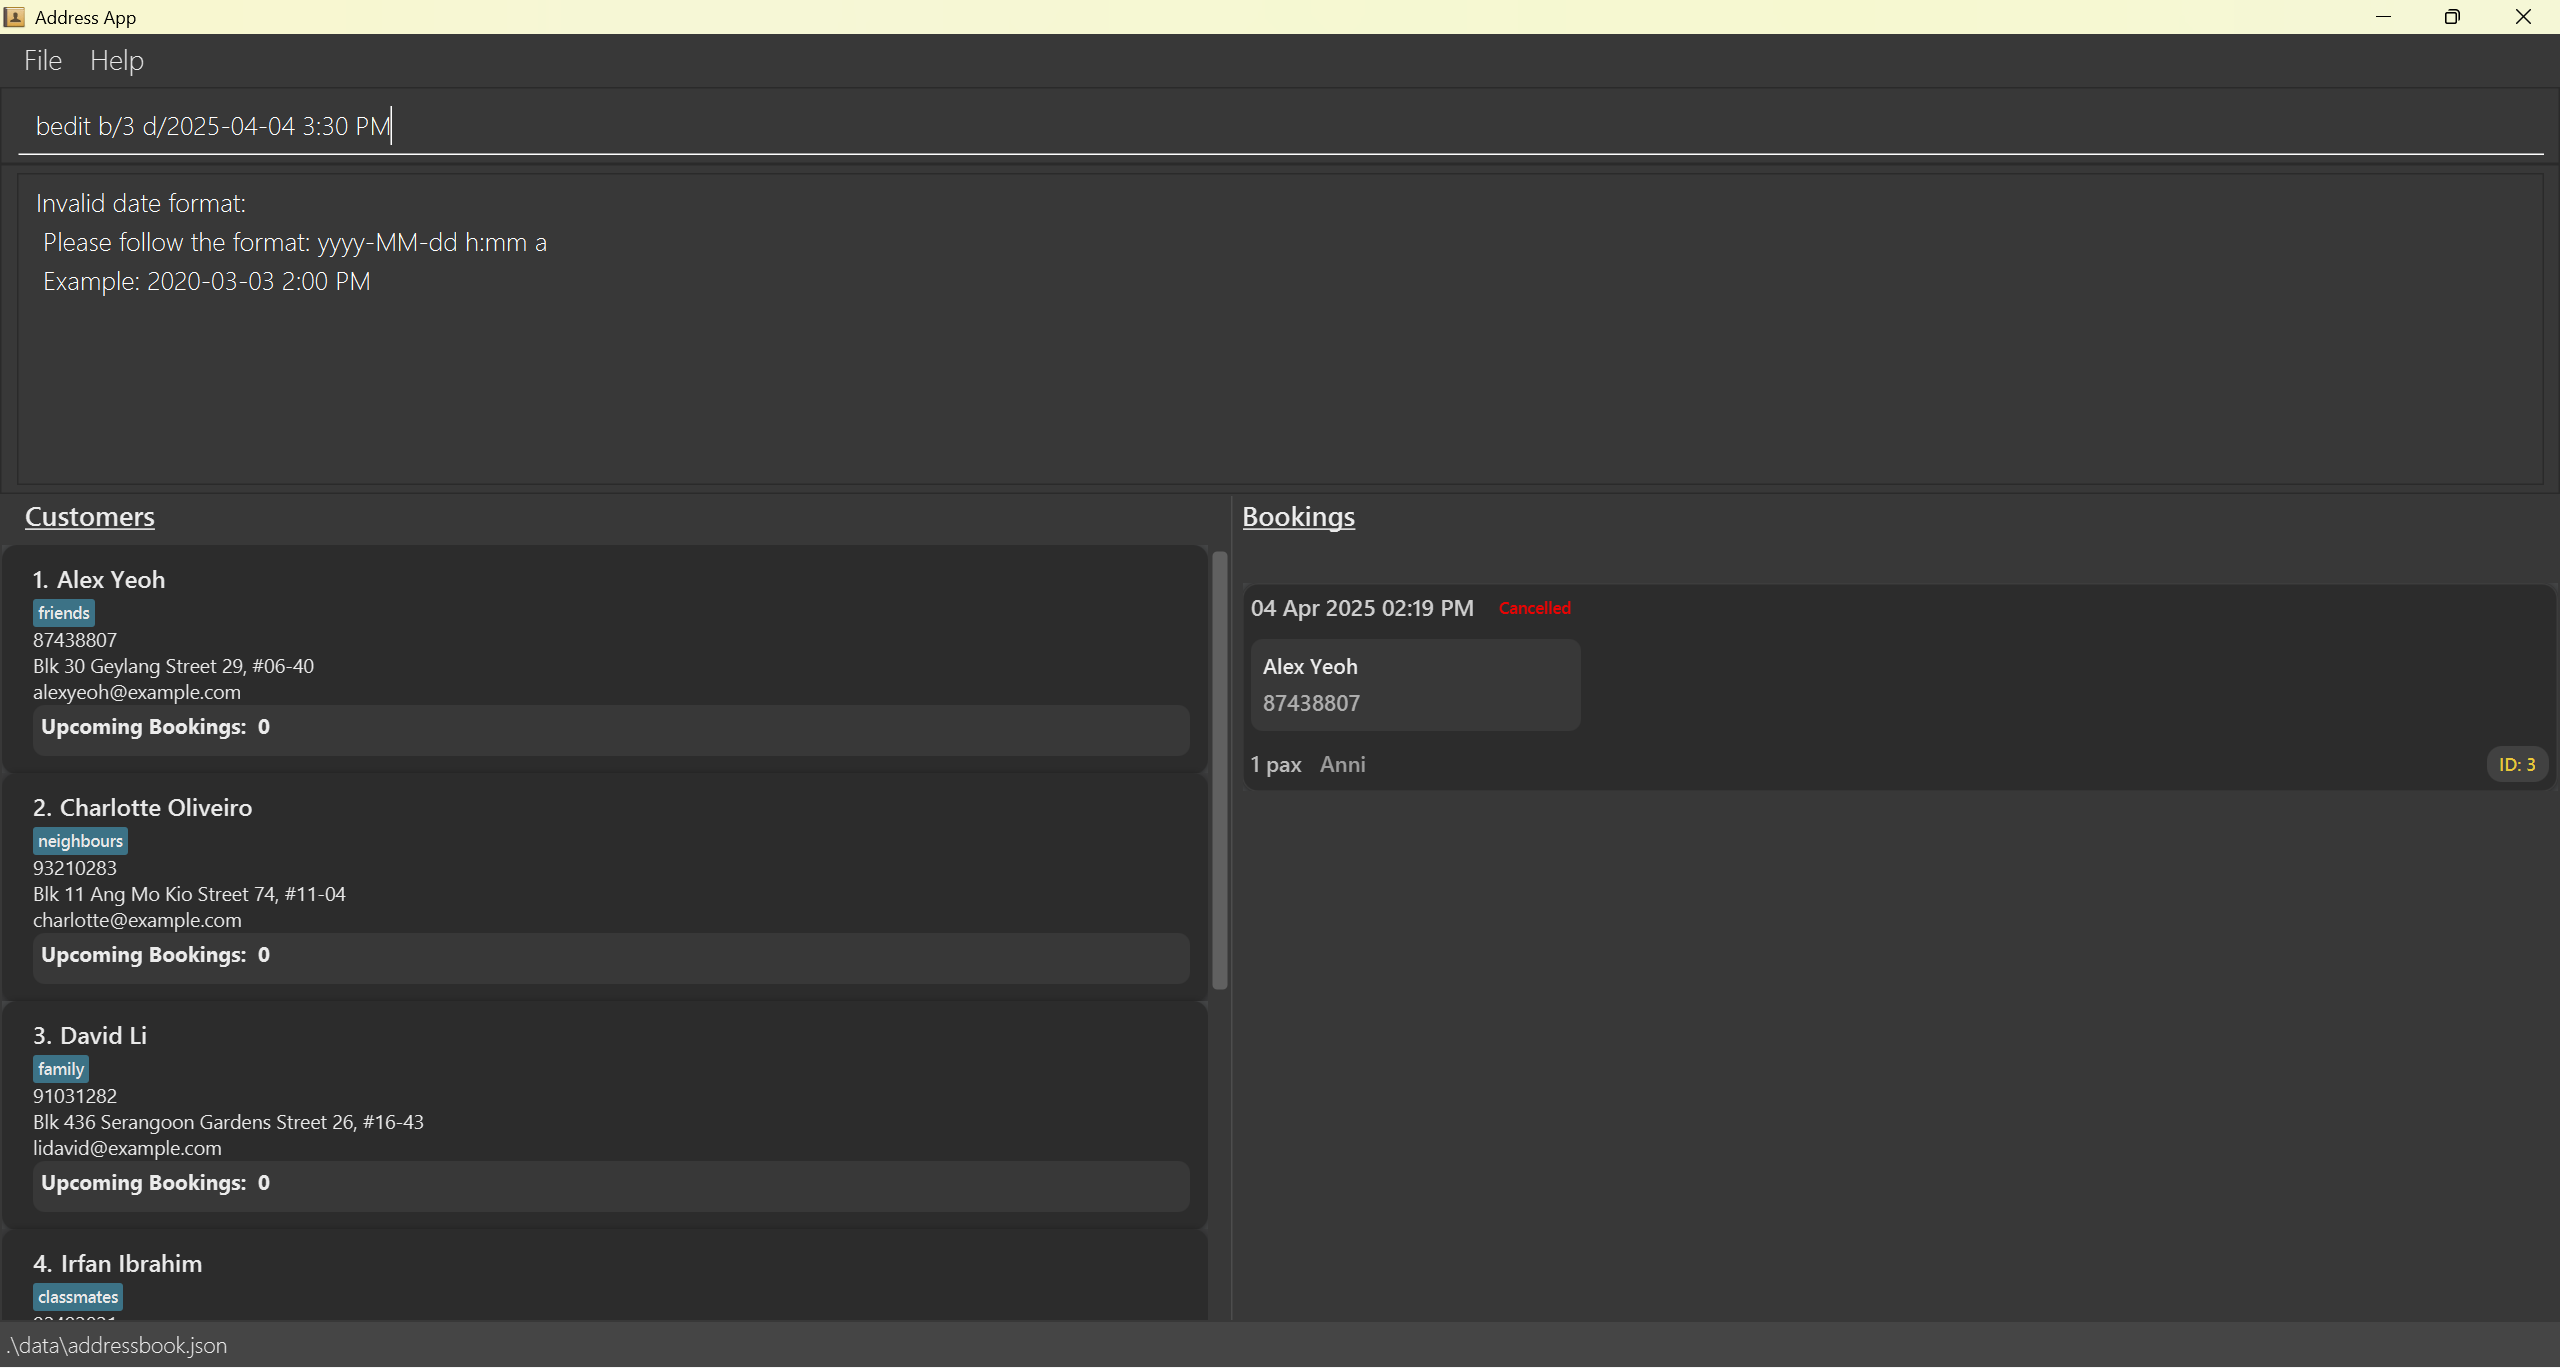 Address App
File Help
bedit b/3 d/2025-04-04 3:30 PM
Invalid date format:
Please follow the format: yyyy-MM-dd h:mm a
Example: 2020-03-03 2:00 PM
Customers
1. Alex Yeoh
friends
87438807
Blk 30 Geylang Street 29, #06-40
alexyeoh@example.com
Upcoming Bookings: 0
2. Charlotte Oliveiro
neighbours
93210283
Blk 11 Ang Mo Kio Street 74, #11-04
charlotte@example.com
Upcoming Bookings: 0
3. David Li
family
91031282
Blk 436 Serangoon Gardens Street 26, #16-43
lidavid@example.com
Upcoming Bookings: 0
4. Irfan Ibrahim
classmates
Bookings
04 Apr 2025 02:19 PM Cancelled
Alex Yeoh
87438807
1 pax Anni
ID: 3
.\data\addressbook.json